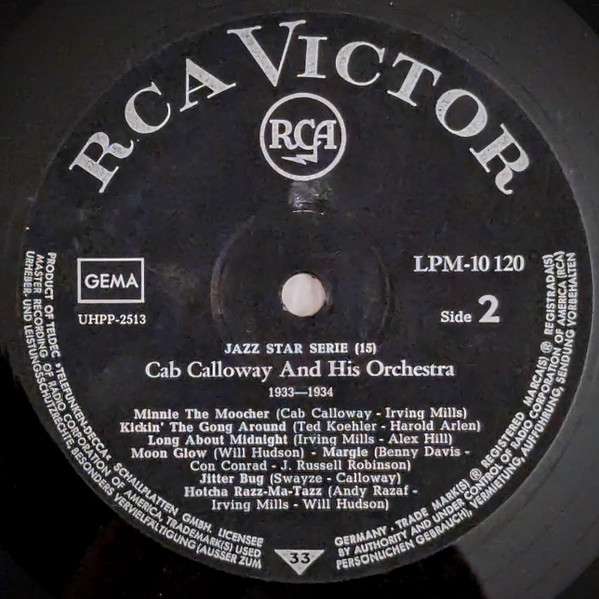 RCA VICTOR
RCA
GEMA
UHPP-2513
LPM-10 120
Side 2
JAZZ STAR SERIE (15)
Cab Calloway And His Orchestra
1933—1934
Minnie The Moocher (Cab Calloway - Irving Mills)
Kickin' The Gong Around (Ted Koehler - Harold Arlen)
Long About Midnight (Irving Mills - Alex Hill)
Moon Glow (Will Hudson) - Margie (Benny Davis -
Con Conrad - J. Russell Robinson)
Jitter Bug (Swayze - Calloway)
Hotcha Razz-Ma-Tazz (Andy Razaf -
Irving Mills - Will Hudson)
PRODUCT OF TELDEC »TELEFUNKEN-DECCA« SCHALLPLATTEN GMBH. LICENSEE
MASTER RECORDING OF RADIO CORPORATION OF AMERICA, TRADEMARK(S) USED
URHEBER- UND LEISTUNGSSCHUTZRECHTE BESONDERS VERVIELFÄLTIGUNG (AUSSER ZUM
33
GERMANY - TRADE MARK(S) ® REGISTERED MARCA(S) ® REGISTRADA(S)
BY AUTHORITY AND UNDER CONTROL OF RADIO CORPORATION OF AMERICA (RCA)
PERSÖNLICHEN GEBRAUCH), VERMIETUNG, AUFFÜHRUNG, SENDUNG VORBEHALTEN